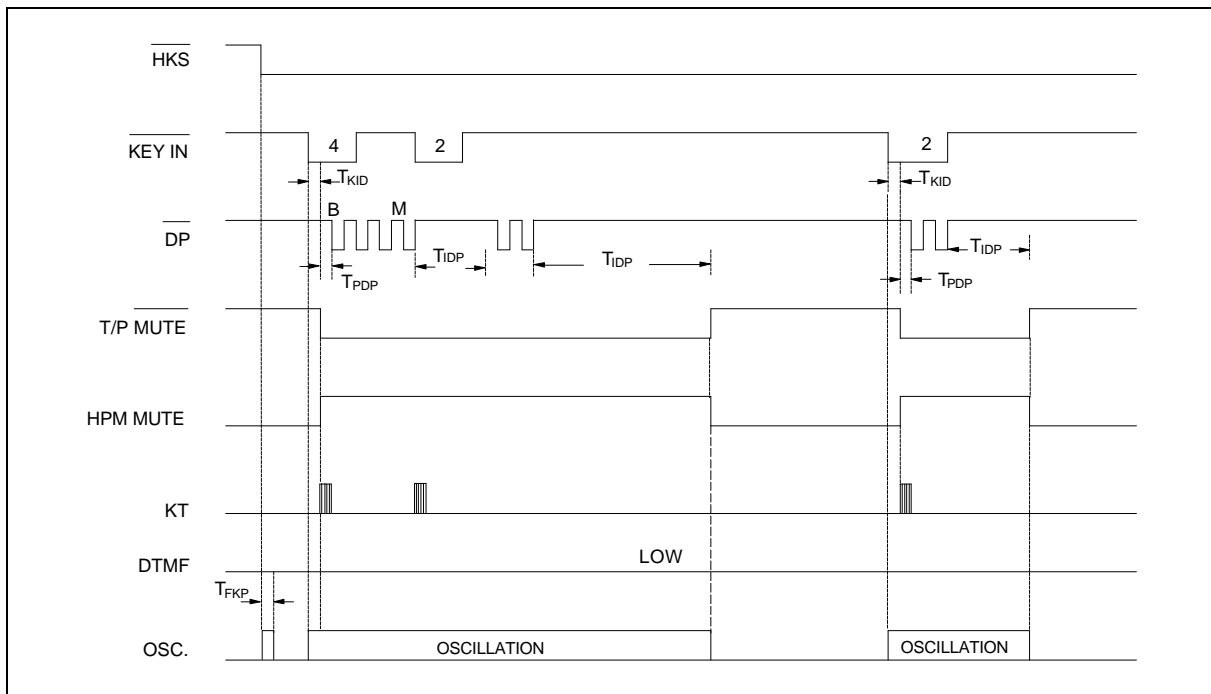 HKS
KEY IN
4
2
2
TKID
TKID
DP
B
M
TPDP
TIDP
TIDP
TPDP
TIDP
T/P MUTE
HPM MUTE
KT
DTMF
LOW
TFKP
OSC.
OSCILLATION
OSCILLATION